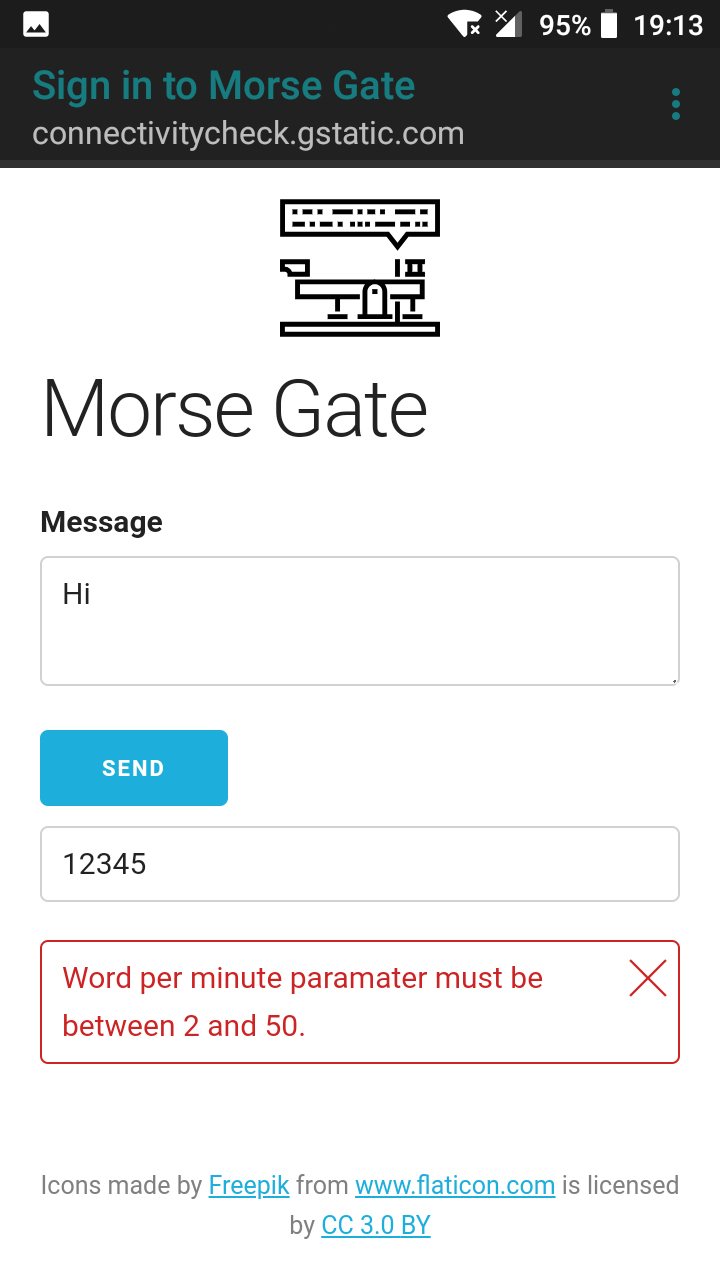 95% 19:13
Sign in to Morse Gate
connectivitycheck.gstatic.com
Morse Gate
Message
Hi
SEND
12345
Word per minute paramater must be
between 2 and 50.
Icons made by Freepik from www.flaticon.com is licensed
by CC 3.0 BY